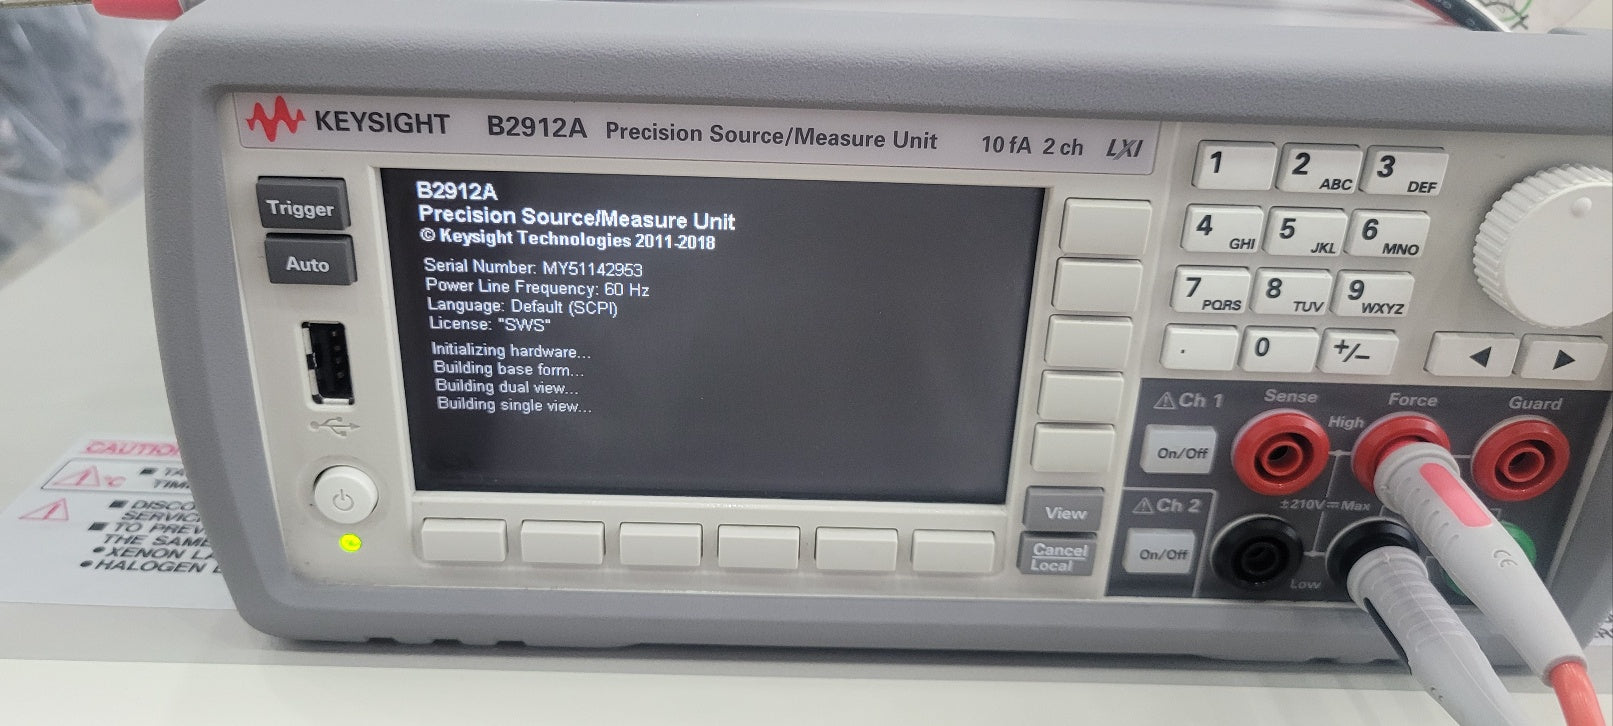 KEYSIGHT B2912A Precision Source/Measure Unit 10 fA 2 ch LXI
Trigger
Auto
B2912A
Precision Source/Measure Unit
© Keysight Technologies 2011-2018
Serial Number: MY51142953
Power Line Frequency: 60 Hz
Language: Default (SCPI)
License: "SWS"
Initializing hardware...
Building base form...
Building dual view...
Building single view...
View
Cancel
Local
1 2 ABC 3 DEF
4 GHI 5 JKL 6 MNO
7 PQRS 8 TUV 9 WXYZ
. 0 +/−
◀ ▶
Ch 1 Sense Force Guard
High
On/Off
±210V⎓Max
Ch 2
On/Off
Low
CAUTION
°C
THE SAME